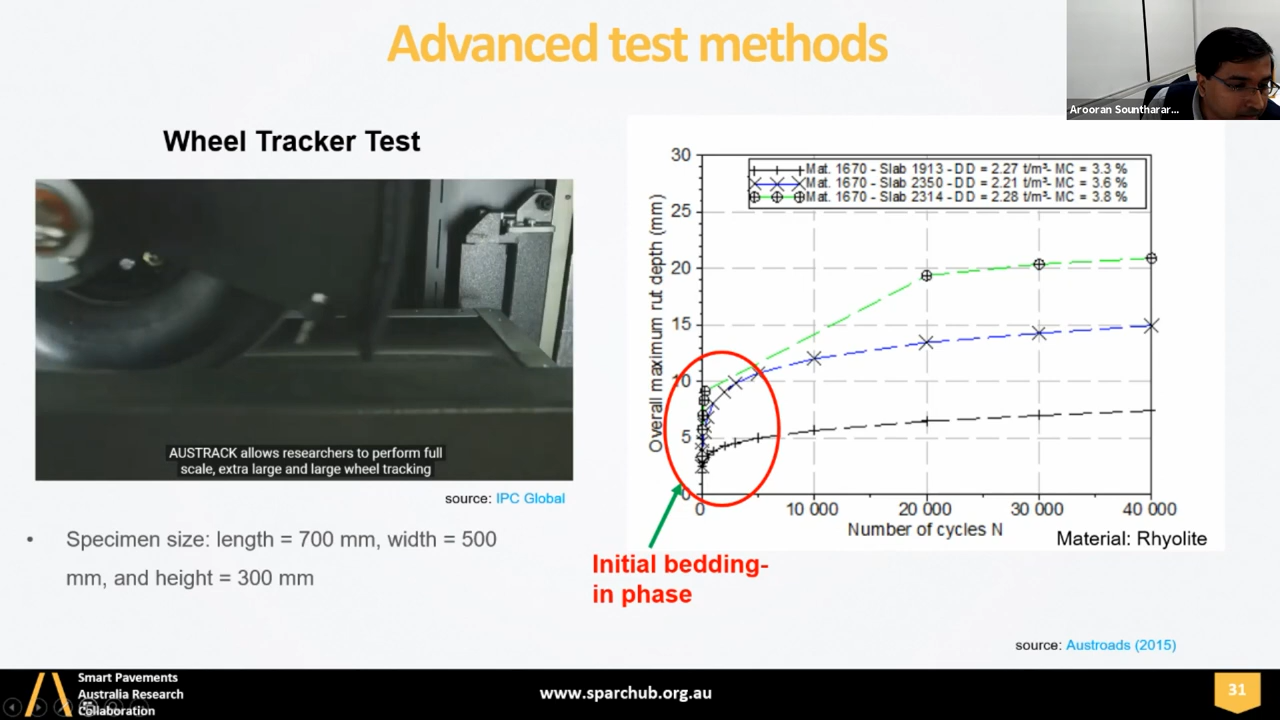 Advanced test methods
Arooran Sountharar...
Wheel Tracker Test
AUSTRACK allows researchers to perform full
scale, extra large and large wheel tracking
source: IPC Global
• Specimen size: length = 700 mm, width = 500
mm, and height = 300 mm
Overall maximum rut depth (mm)
30
25
20
15
10
5
0
Mat. 1670 - Slab 1913 - DD = 2.27 t/m³- MC = 3.3 %
Mat. 1670 - Slab 2350 - DD = 2.21 t/m³- MC = 3.6 %
Mat. 1670 - Slab 2314 - DD = 2.28 t/m³- MC = 3.8 %
0 10 000 20 000 30 000 40 000
Number of cycles N
Material: Rhyolite
Initial bedding-
in phase
source: Austroads (2015)
Smart Pavements
Australia Research
Collaboration
www.sparchub.org.au
31